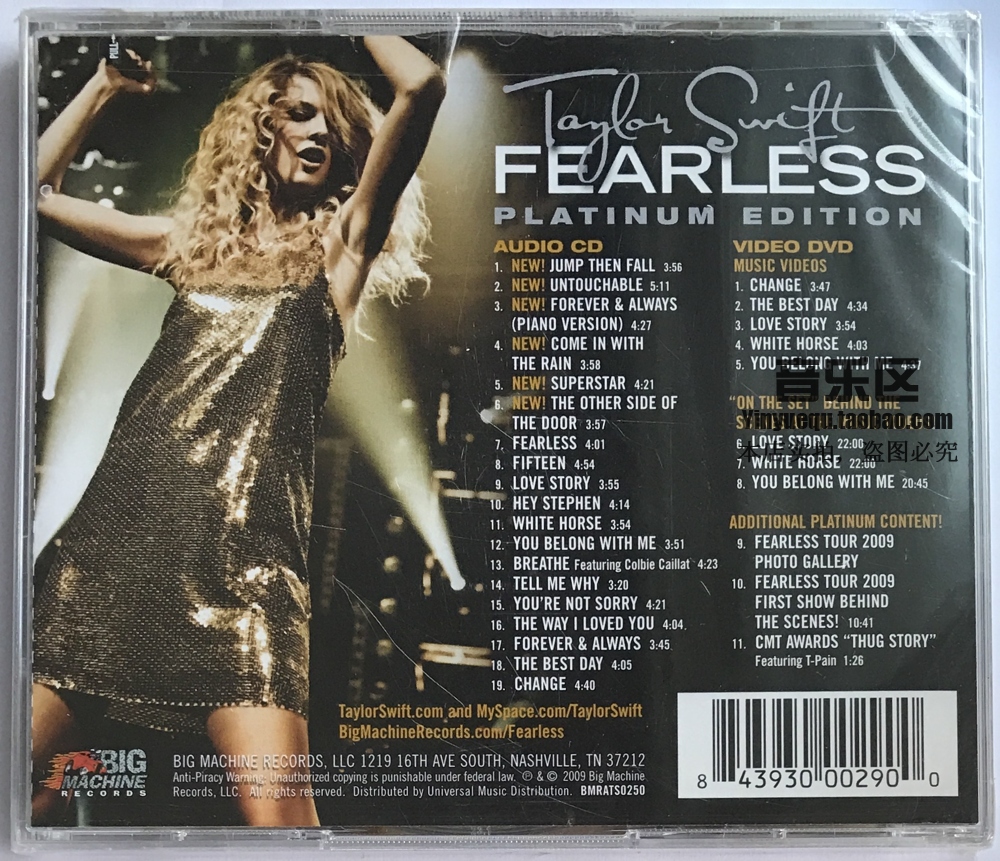 PULL
Taylor Swift
FEARLESS
PLATINUM EDITION
AUDIO CD
1. NEW! JUMP THEN FALL 3:56
2. NEW! UNTOUCHABLE 5:11
3. NEW! FOREVER & ALWAYS
(PIANO VERSION) 4:27
4. NEW! COME IN WITH
THE RAIN 3:58
5. NEW! SUPERSTAR 4:21
6. NEW! THE OTHER SIDE OF
THE DOOR 3:57
7. FEARLESS 4:01
8. FIFTEEN 4:54
9. LOVE STORY 3:55
10. HEY STEPHEN 4:14
11. WHITE HORSE 3:54
12. YOU BELONG WITH ME 3:51
13. BREATHE Featuring Colbie Caillat 4:23
14. TELL ME WHY 3:20
15. YOU'RE NOT SORRY 4:21
16. THE WAY I LOVED YOU 4:04
17. FOREVER & ALWAYS 3:45
18. THE BEST DAY 4:05
19. CHANGE 4:40
VIDEO DVD
MUSIC VIDEOS
1. CHANGE 3:47
2. THE BEST DAY 4:34
3. LOVE STORY 3:54
4. WHITE HORSE 4:03
5. YOU BELONG WITH ME
音乐区
"ON THE SET" BEHIND THE
Yinyuequ.taobao.com
6. LOVE STORY 22:00
本店实拍，盗图必究
7. WHITE HORSE 22:00
8. YOU BELONG WITH ME 20:45
ADDITIONAL PLATINUM CONTENT!
9. FEARLESS TOUR 2009
PHOTO GALLERY
10. FEARLESS TOUR 2009
FIRST SHOW BEHIND
THE SCENES! 10:41
11. CMT AWARDS "THUG STORY"
Featuring T-Pain 1:26
TaylorSwift.com and MySpace.com/TaylorSwift
BigMachineRecords.com/Fearless
BIG
MACHINE
RECORDS
BIG MACHINE RECORDS, LLC 1219 16TH AVE SOUTH, NASHVILLE, TN 37212
Anti-Piracy Warning: Unauthorized copying is punishable under federal law. ℗ & © 2009 Big Machine
Records, LLC. All rights reserved. Distributed by Universal Music Distribution. BMRATS0250
8 43930 00290 0